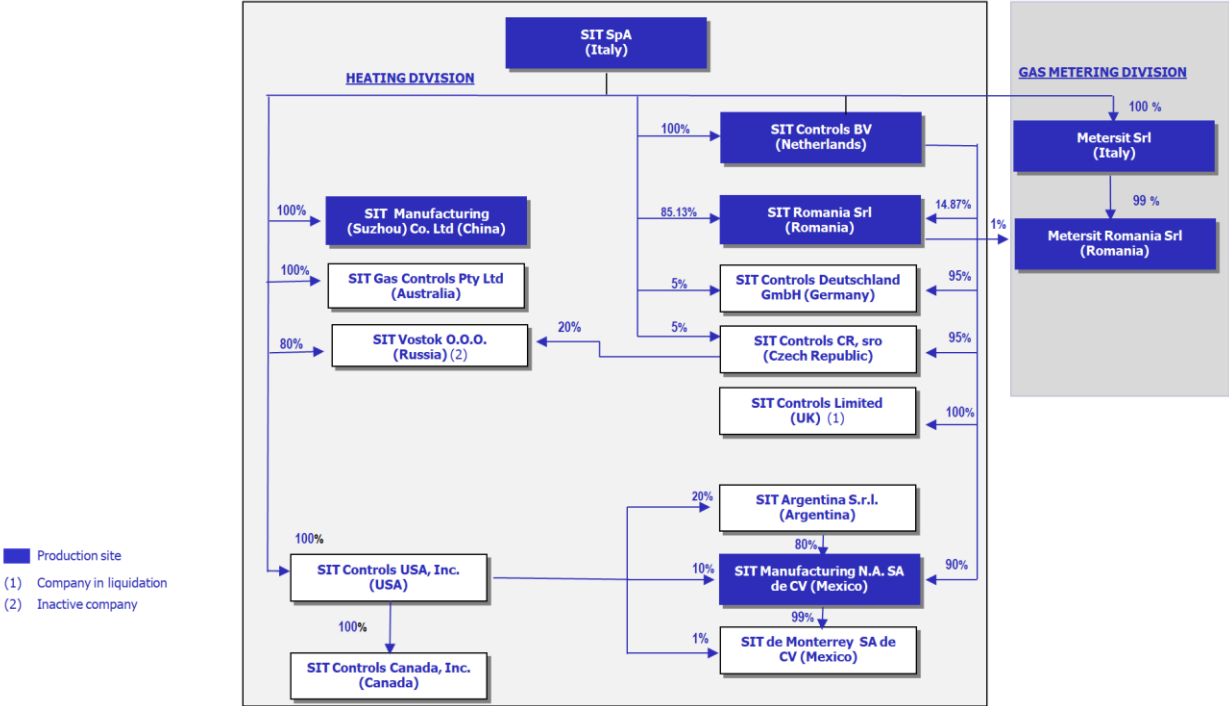 SIT SpA
(Italy)
HEATING DIVISION
GAS METERING DIVISION
100 %
100%
SIT Controls BV
(Netherlands)
Metersit Srl
(Italy)
100%
SIT Manufacturing
(Suzhou) Co. Ltd (China)
85.13%
SIT Romania Srl
(Romania)
14.87%
1%
99 %
Metersit Romania Srl
(Romania)
100%
SIT Gas Controls Pty Ltd
(Australia)
5%
SIT Controls Deutschland
GmbH (Germany)
95%
80%
SIT Vostok O.O.O.
(Russia) (2)
20%
5%
SIT Controls CR, sro
(Czech Republic)
95%
SIT Controls Limited
(UK) (1)
100%
20%
SIT Argentina S.r.l.
(Argentina)
80%
100%
SIT Controls USA, Inc.
(USA)
10%
SIT Manufacturing N.A. SA
de CV (Mexico)
90%
99%
100%
1%
SIT de Monterrey SA de
CV (Mexico)
SIT Controls Canada, Inc.
(Canada)
Production site
(1) Company in liquidation
(2) Inactive company